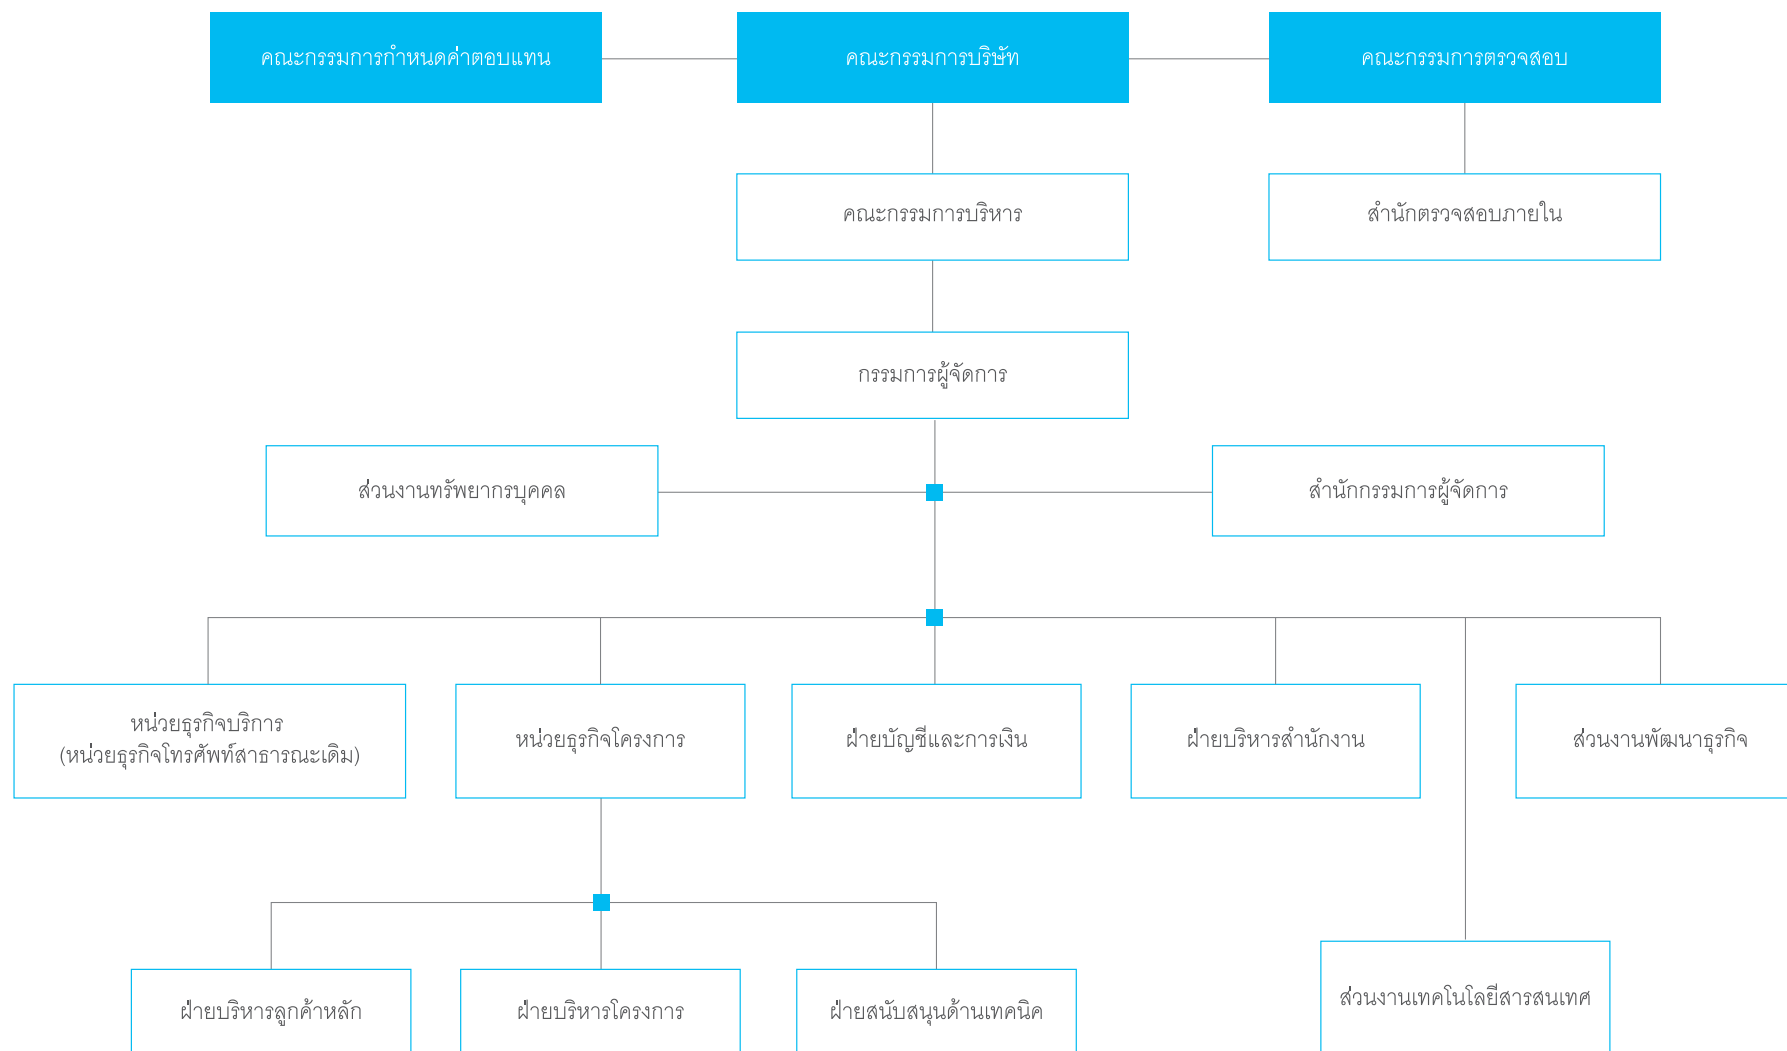 คณะกรรมการกำหนดค่าตอบแทน
คณะกรรมการบริษัท
คณะกรรมการตรวจสอบ
คณะกรรมการบริหาร
สำนักตรวจสอบภายใน
กรรมการผู้จัดการ
ส่วนงานทรัพยากรบุคคล
สำนักกรรมการผู้จัดการ
หน่วยธุรกิจบริการ
(หน่วยธุรกิจโทรศัพท์สาธารณะเดิม)
หน่วยธุรกิจโครงการ
ฝ่ายบัญชีและการเงิน
ฝ่ายบริหารสำนักงาน
ส่วนงานพัฒนาธุรกิจ
ฝ่ายบริหารลูกค้าหลัก
ฝ่ายบริหารโครงการ
ฝ่ายสนับสนุนด้านเทคนิค
ส่วนงานเทคโนโลยีสารสนเทศ